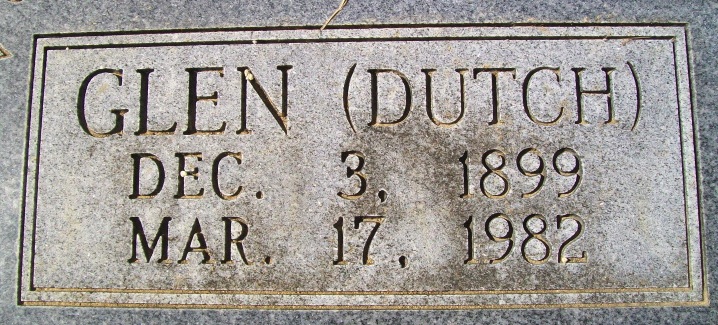 GLEN (DUTCH)
DEC. 3, 1899
MAR. 17, 1982